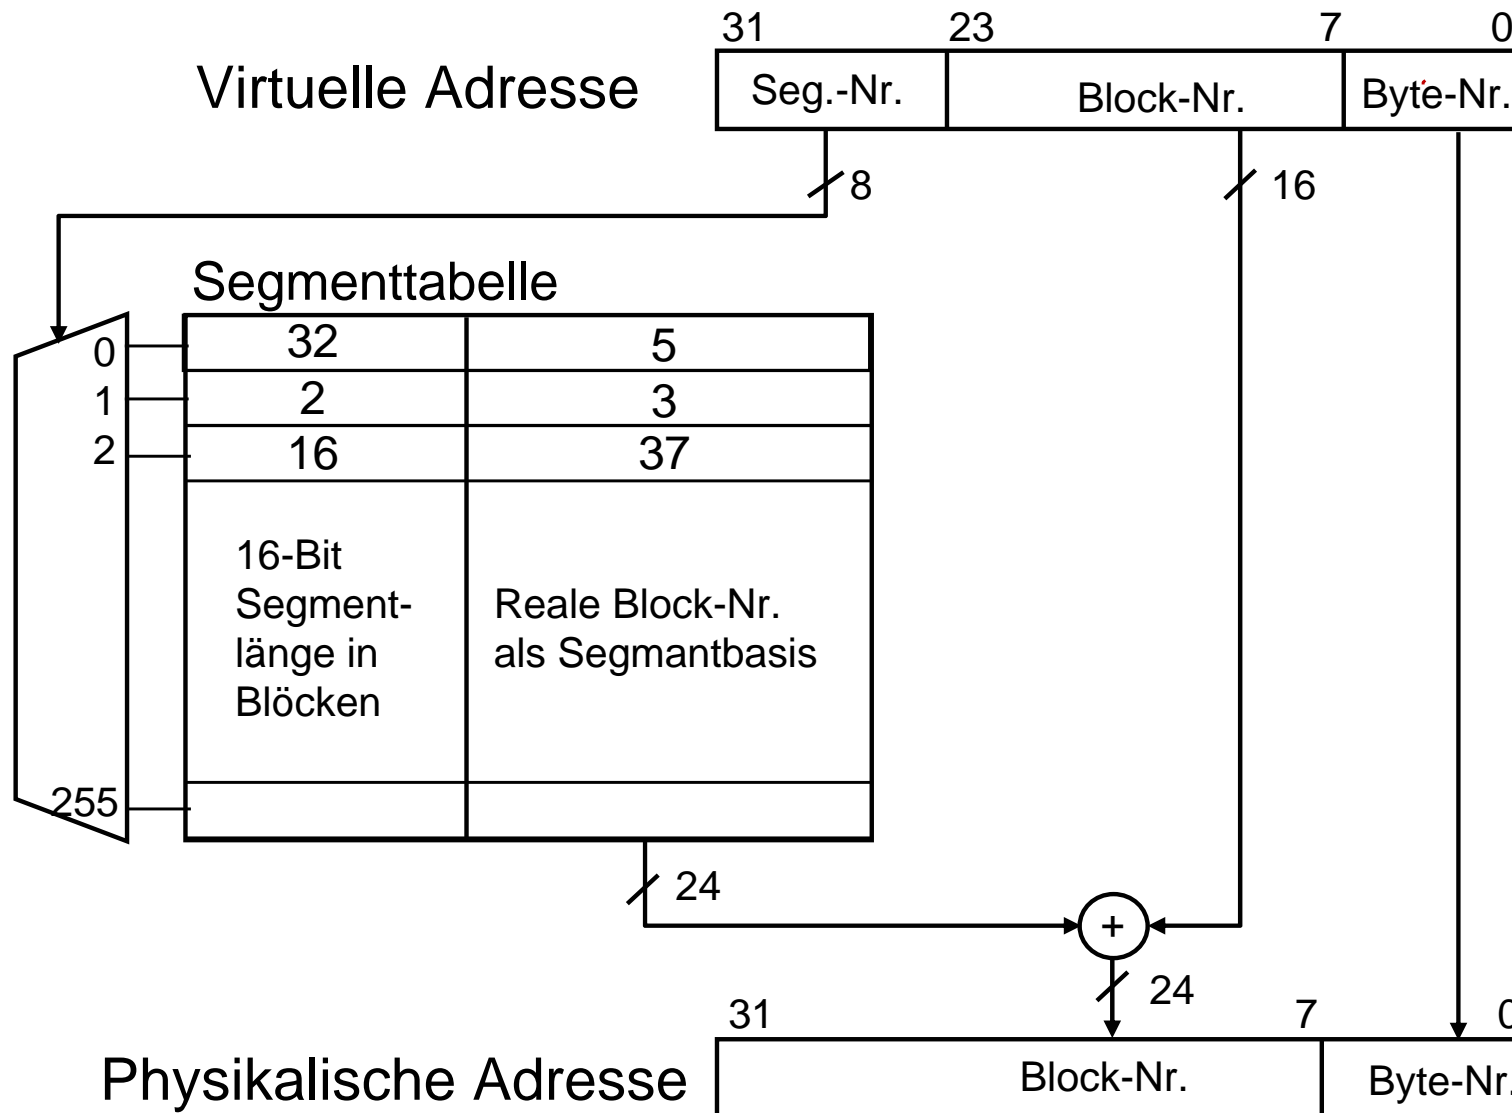 31 23 7 0
Virtuelle Adresse
Seg.-Nr. Block-Nr. Byte-Nr.
8 16
Segmenttabelle
0 32 5
1 2 3
2 16 37
16-Bit
Segment-
länge in
Blöcken
Reale Block-Nr.
als Segmantbasis
255
24
+
24
31 7 0
Physikalische Adresse
Block-Nr. Byte-Nr.